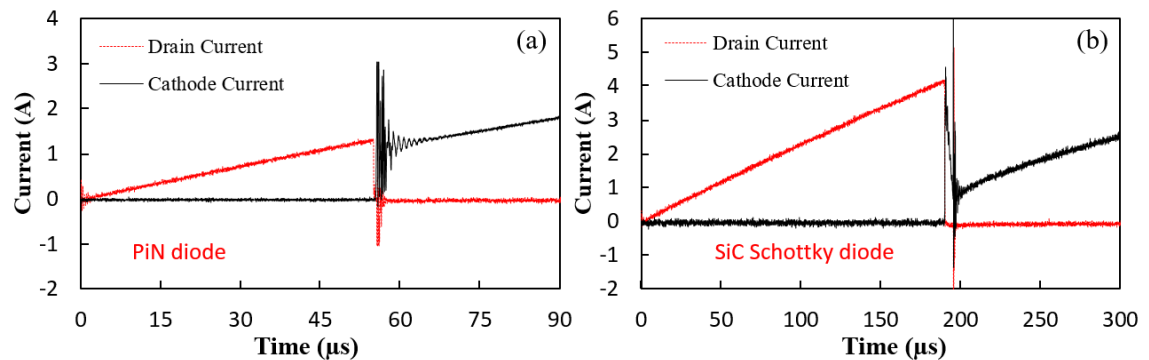 (a)
Drain Current
Cathode Current
Current (A)
4
3
2
1
0
-1
-2
PiN diode
0 15 30 45 60 75 90
Time (μs)
(b)
Drain Current
Cathode Current
Current (A)
6
5
4
3
2
1
0
-1
-2
SiC Schottky diode
0 50 100 150 200 250 300
Time (μs)